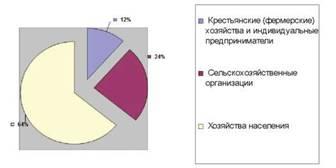 12%
24%
64%
Крестьянские (фермерские)
хозяйства и индивидуальные
предприниматели
Сельскохозяйственные
организации
Хозяйства населения